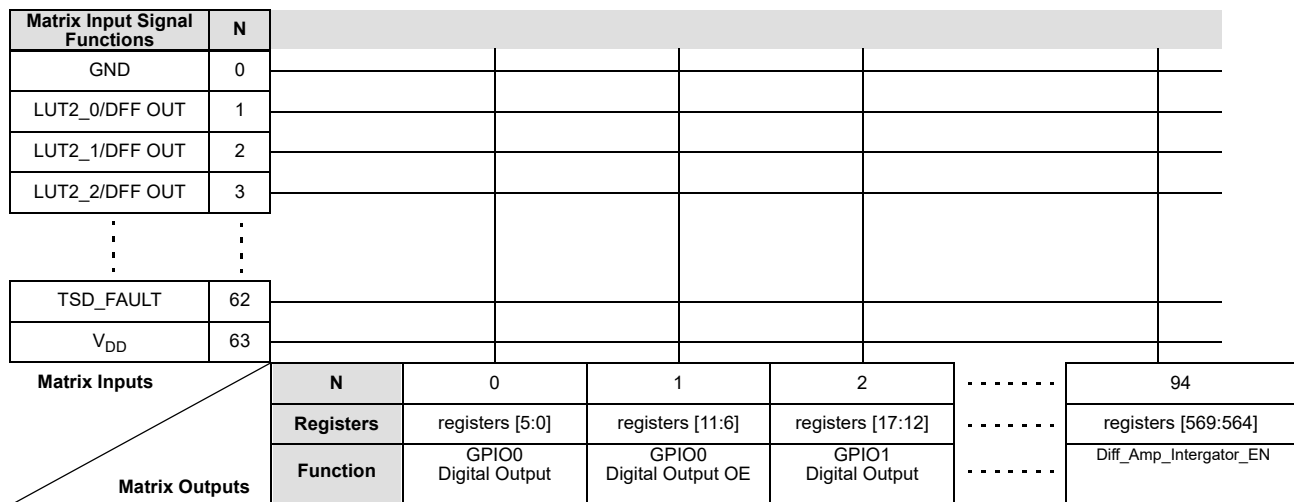 Matrix Input Signal
Functions N
GND 0
LUT2_0/DFF OUT 1
LUT2_1/DFF OUT 2
LUT2_2/DFF OUT 3
TSD_FAULT 62
VDD 63
Matrix Inputs
N 0 1 2 94
Registers registers [5:0] registers [11:6] registers [17:12] registers [569:564]
Function GPIO0
Digital Output GPIO0
Digital Output OE GPIO1
Digital Output Diff_Amp_Intergator_EN
Matrix Outputs